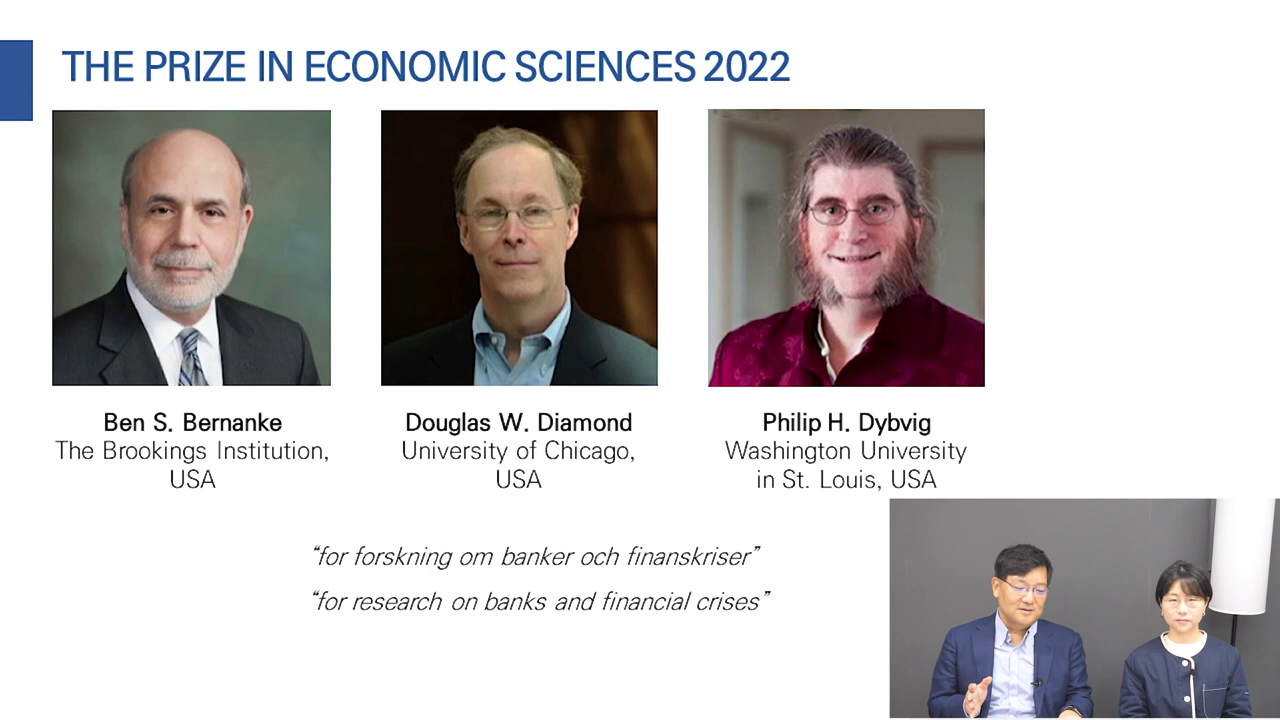 THE PRIZE IN ECONOMIC SCIENCES 2022
Ben S. Bernanke
The Brookings Institution,
USA
Douglas W. Diamond
University of Chicago,
USA
Philip H. Dybvig
Washington University
in St. Louis, USA
“for forskning om banker och finanskriser”
“for research on banks and financial crises”